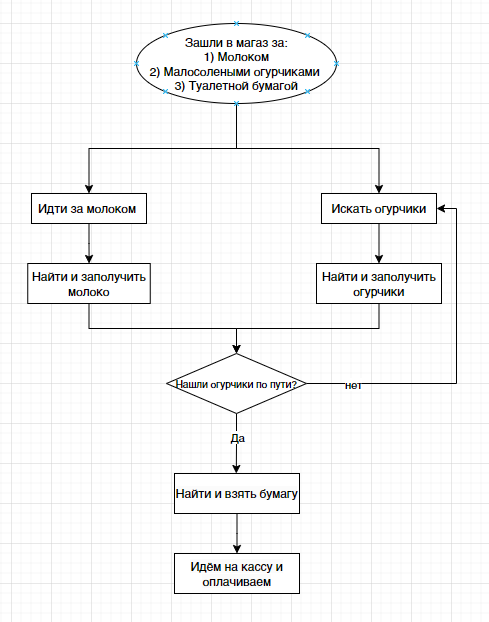 Зашли в магаз за:
1) Молоком
2) Малосолеными огурчиками
3) Туалетной бумагой
Идти за молоком
Искать огурчики
Найти и заполучить
молоко
Найти и заполучить
огурчики
Нашли огурчики по пути?
нет
Да
Найти и взять бумагу
Идём на кассу и
оплачиваем